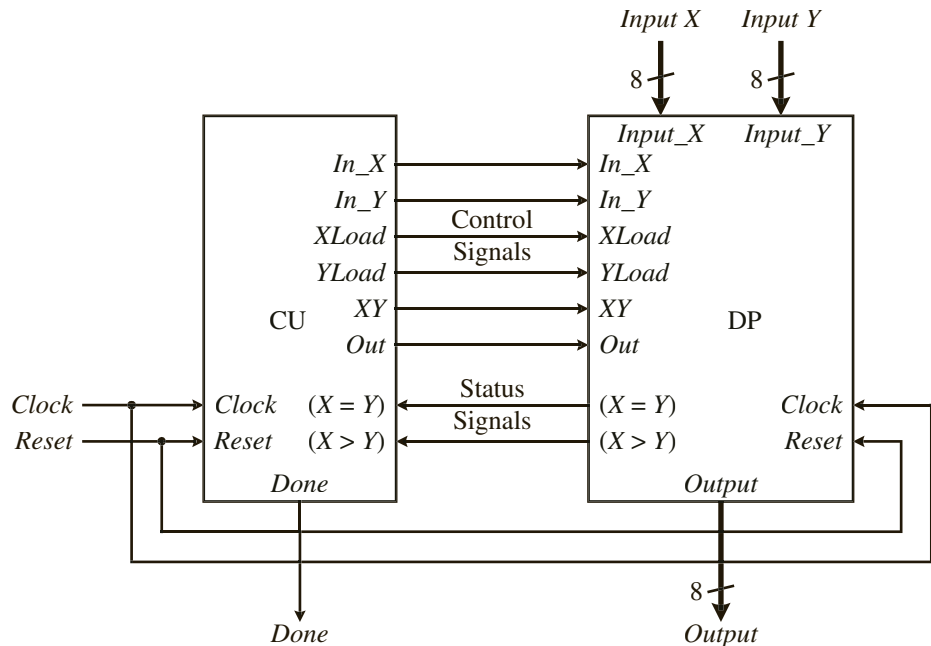 Input X
Input Y
8
8
Input_X
Input_Y
In_X
In_X
In_Y
In_Y
Control
XLoad
XLoad
Signals
YLoad
YLoad
XY
XY
CU
DP
Out
Out
Status
Clock
Clock
(X = Y)
(X = Y)
Clock
Signals
Reset
Reset
(X > Y)
(X > Y)
Reset
Done
Output
8
Done
Output